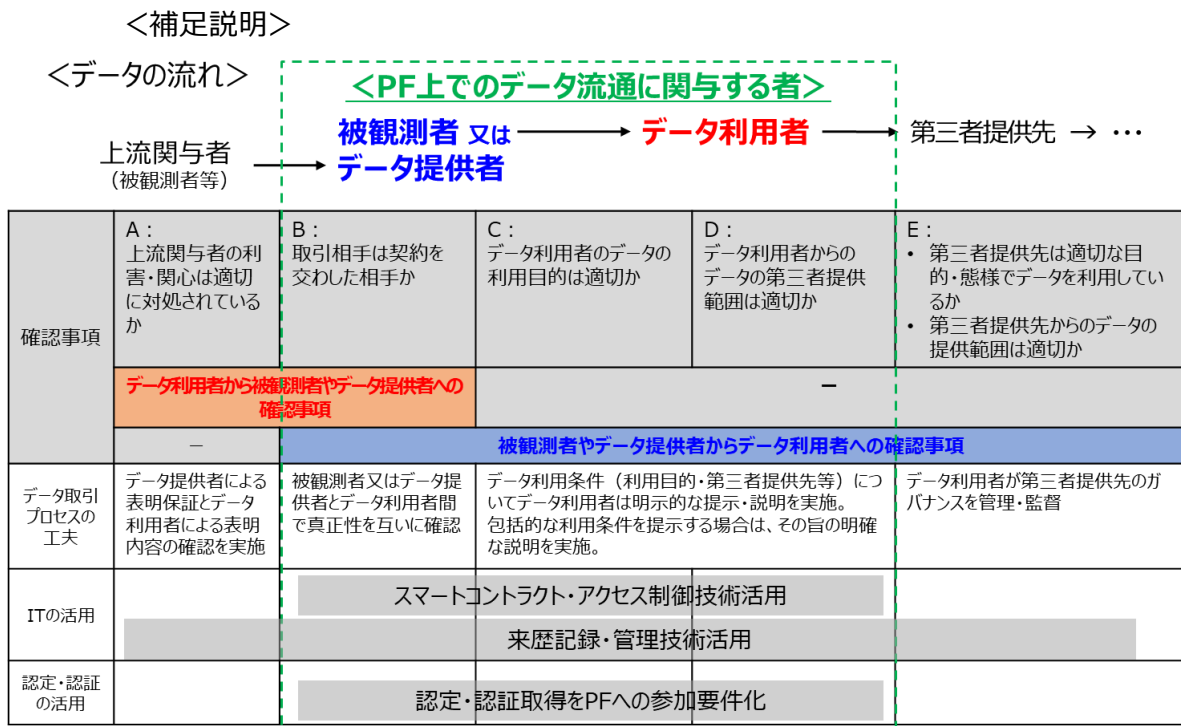 ＜補足説明＞
＜データの流れ＞
＜PF上でのデータ流通に関与する者＞
上流関与者
（被観測者等）
被観測者 又は
データ提供者
データ利用者
第三者提供先 → ・・・
確認事項
A：
上流関与者の利
害・関心は適切
に対処されている
か
B：
取引相手は契約を
交わした相手か
C：
データ利用者のデータの
利用目的は適切か
D：
データ利用者からの
データの第三者提供
範囲は適切か
E：
• 第三者提供先は適切な目
的・態様でデータを利用してい
るか
• 第三者提供先からのデータの
提供範囲は適切か
データ利用者から被観測者やデータ提供者への
確認事項
－
－
被観測者やデータ提供者からデータ利用者への確認事項
データ取引
プロセスの
工夫
データ提供者による
表明保証とデータ
利用者による表明
内容の確認を実施
被観測者又はデータ提
供者とデータ利用者間
で真正性を互いに確認
データ利用条件（利用目的・第三者提供先等）につ
いてデータ利用者は明示的な提示・説明を実施。
包括的な利用条件を提示する場合は、その旨の明確
な説明を実施。
データ利用者が第三者提供先のガ
バナンスを管理・監督
ITの活用
スマートコントラクト・アクセス制御技術活用
来歴記録・管理技術活用
認定・認証
の活用
認定・認証取得をPFへの参加要件化